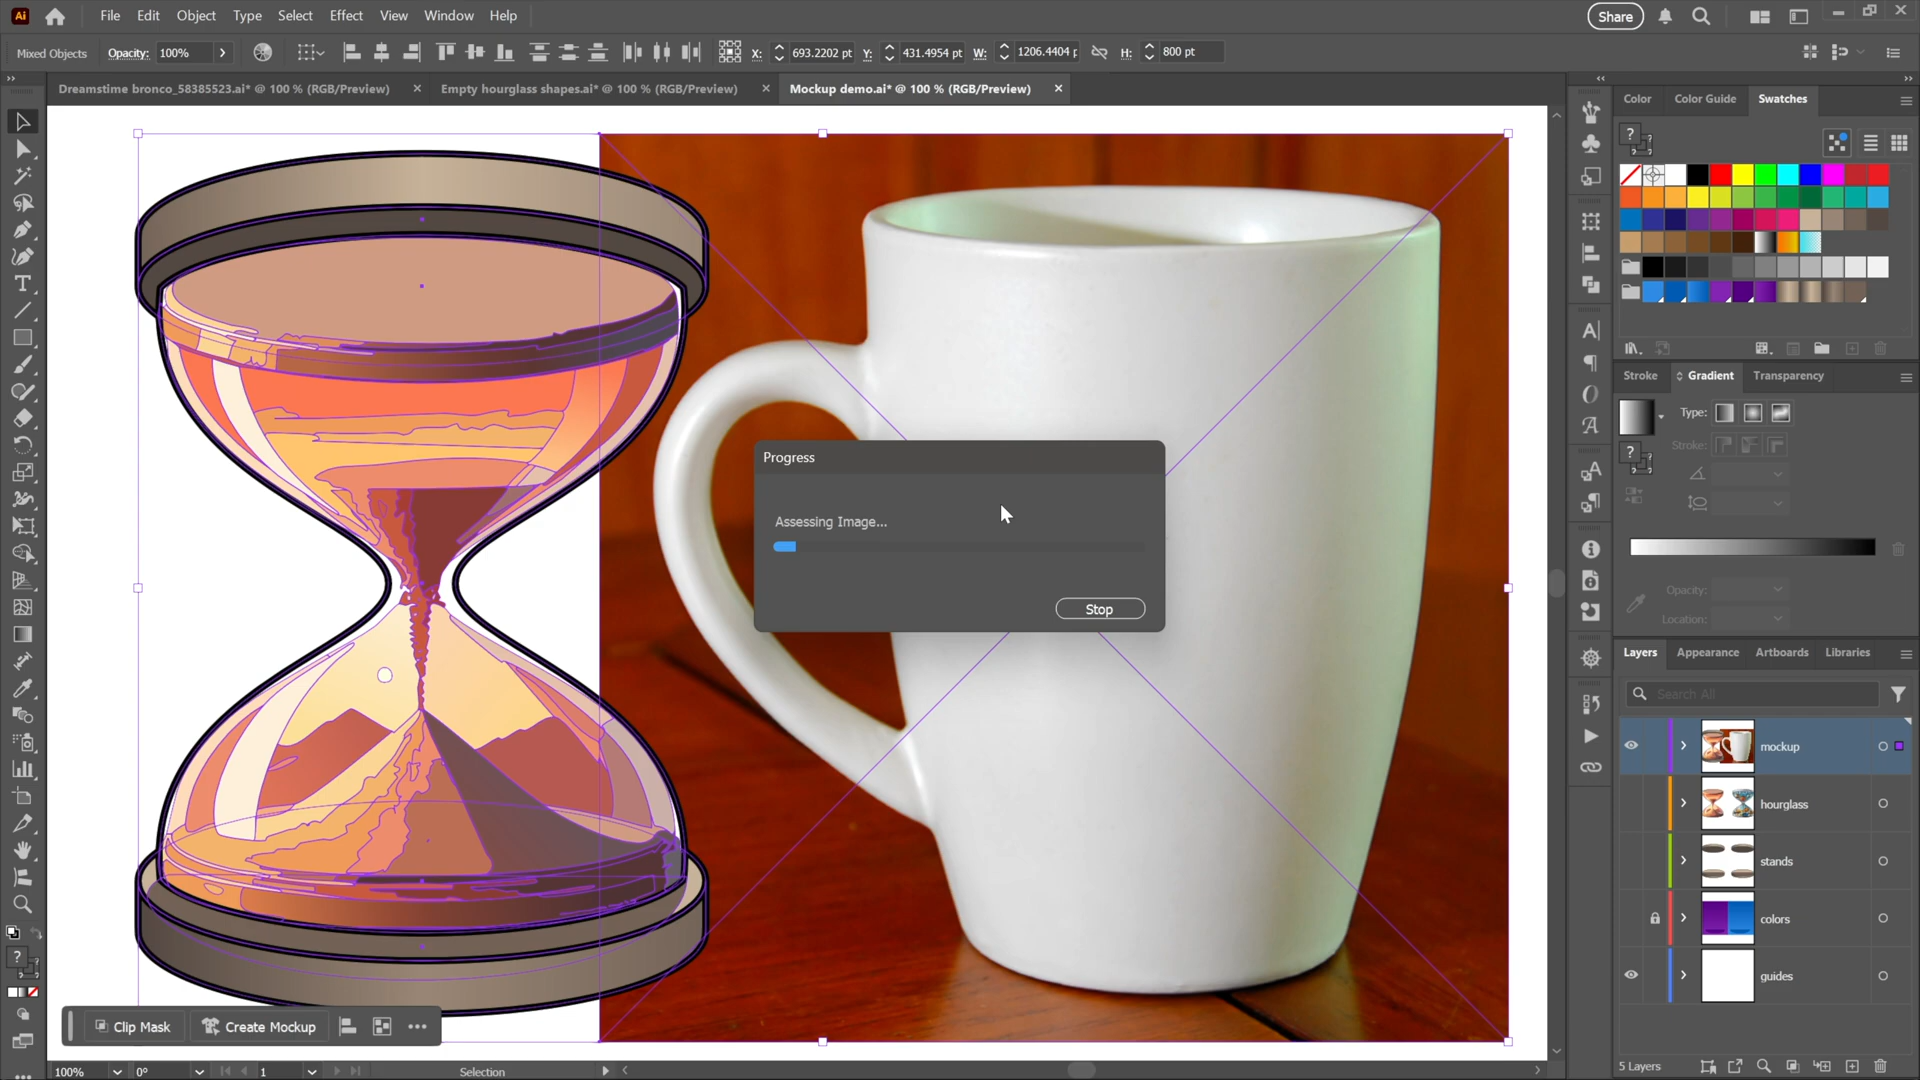 Ai File Edit Object Type Select Effect View Window Help Share
Mixed Objects Opacity: 100% X: 693.2202 pt Y: 431.4954 pt W: 1206.4404 p H: 800 pt
Dreamstime bronco_58385523.ai* @ 100 % (RGB/Preview) Empty hourglass shapes.ai* @ 100 % (RGB/Preview) Mockup demo.ai* @ 100 % (RGB/Preview)
Color Color Guide Swatches
Stroke Gradient Transparency
Type:
Stroke:
Opacity:
Location:
Progress
Assessing Image...
Stop
Layers Appearance Artboards Libraries
Search All
mockup
hourglass
stands
colors
guides
5 Layers
Clip Mask Create Mockup
100% 0° 1 Selection